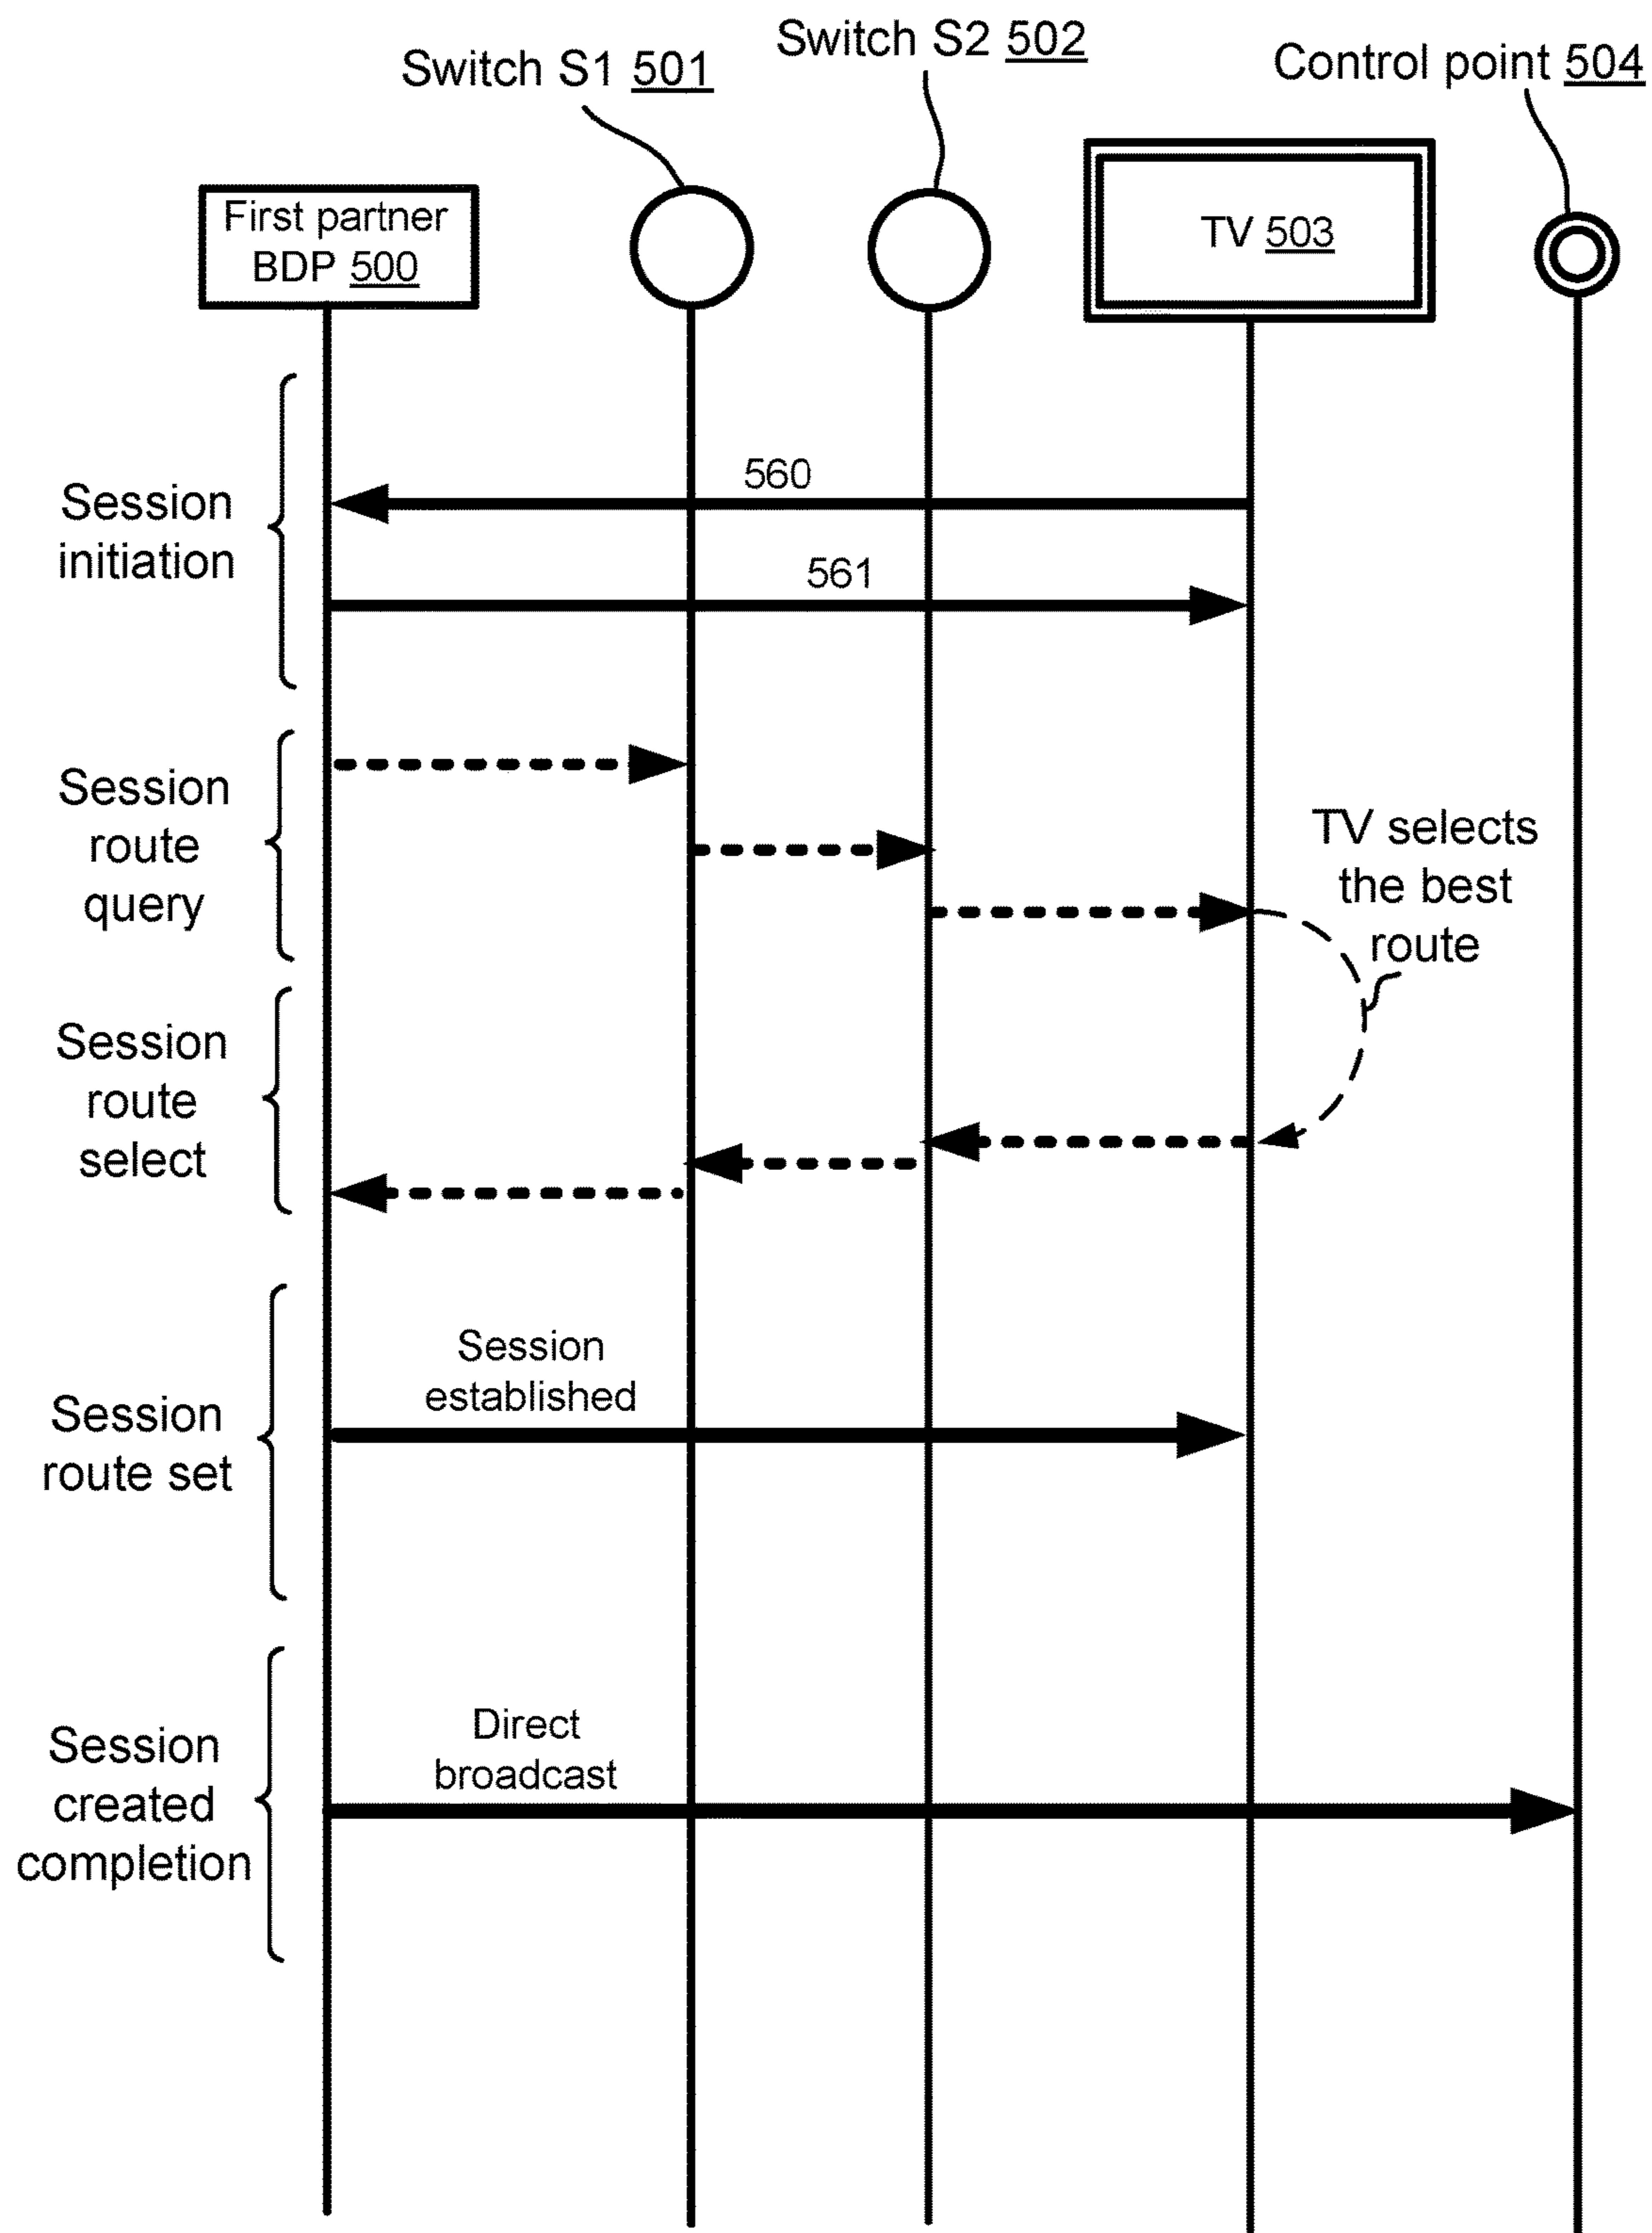 Switch S1 501
Switch S2 502
Control point 504
First partner
BDP 500
TV 503
Session
initiation
560
561
Session
route
query
TV selects
the best
route
Session
route
select
Session
route set
Session
established
Session
created
completion
Direct
broadcast